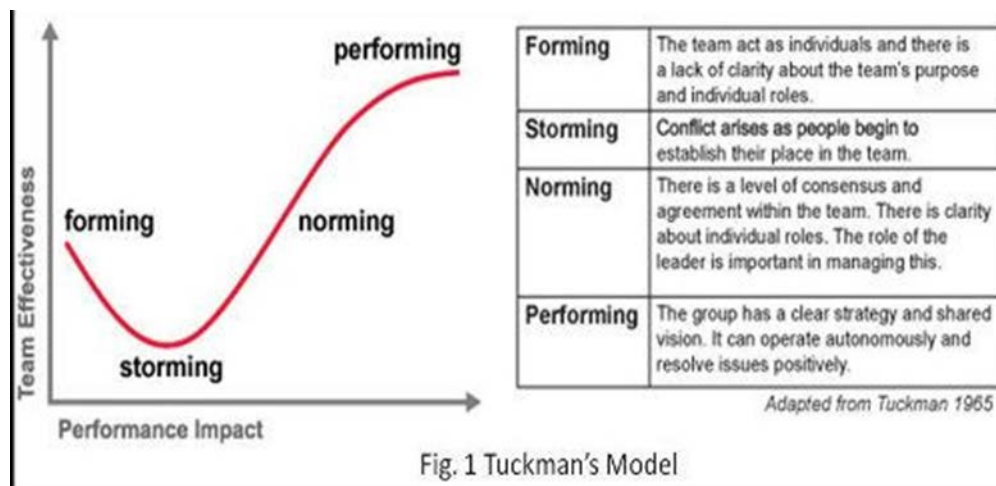 performing
forming
norming
storming
Team Effectiveness
Performance Impact
Forming
The team act as individuals and there is
a lack of clarity about the team's purpose
and individual roles.
Storming
Conflict arises as people begin to
establish their place in the team.
Norming
There is a level of consensus and
agreement within the team. There is clarity
about individual roles. The role of the
leader is important in managing this.
Performing
The group has a clear strategy and shared
vision. It can operate autonomously and
resolve issues positively.
Adapted from Tuckman 1965
Fig. 1 Tuckman's Model